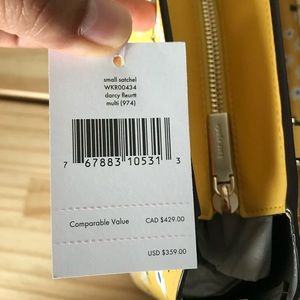 small satchel
WKR00434
darcy fleurtt
multi (974)
7 67883 10531 3
Comparable Value CAD $429.00
USD $359.00